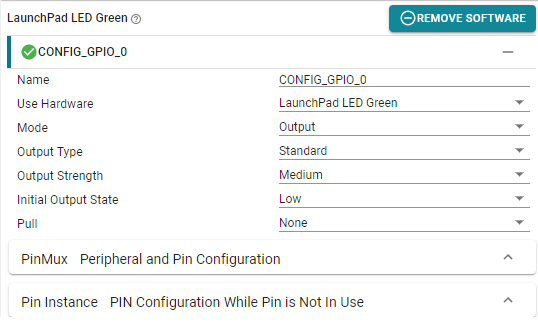 LaunchPad LED Green
REMOVE SOFTWARE
CONFIG_GPIO_0
Name CONFIG_GPIO_0
Use Hardware LaunchPad LED Green
Mode Output
Output Type Standard
Output Strength Medium
Initial Output State Low
Pull None
PinMux Peripheral and Pin Configuration
Pin Instance PIN Configuration While Pin is Not In Use